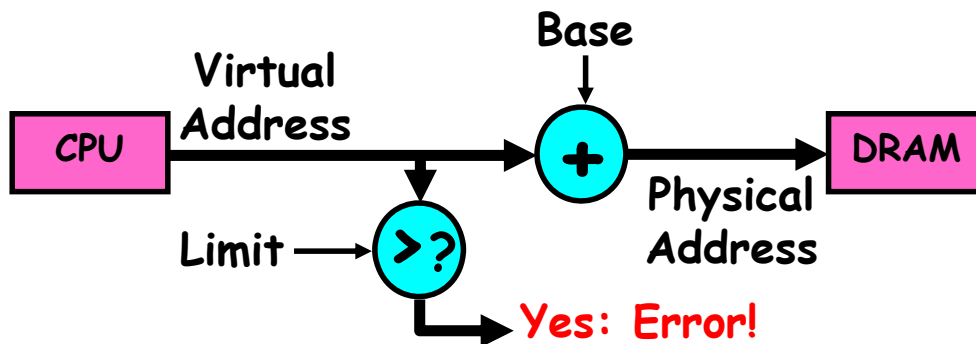 Base
Virtual
Address
CPU
+
DRAM
Physical
Address
Limit
>?
Yes: Error!